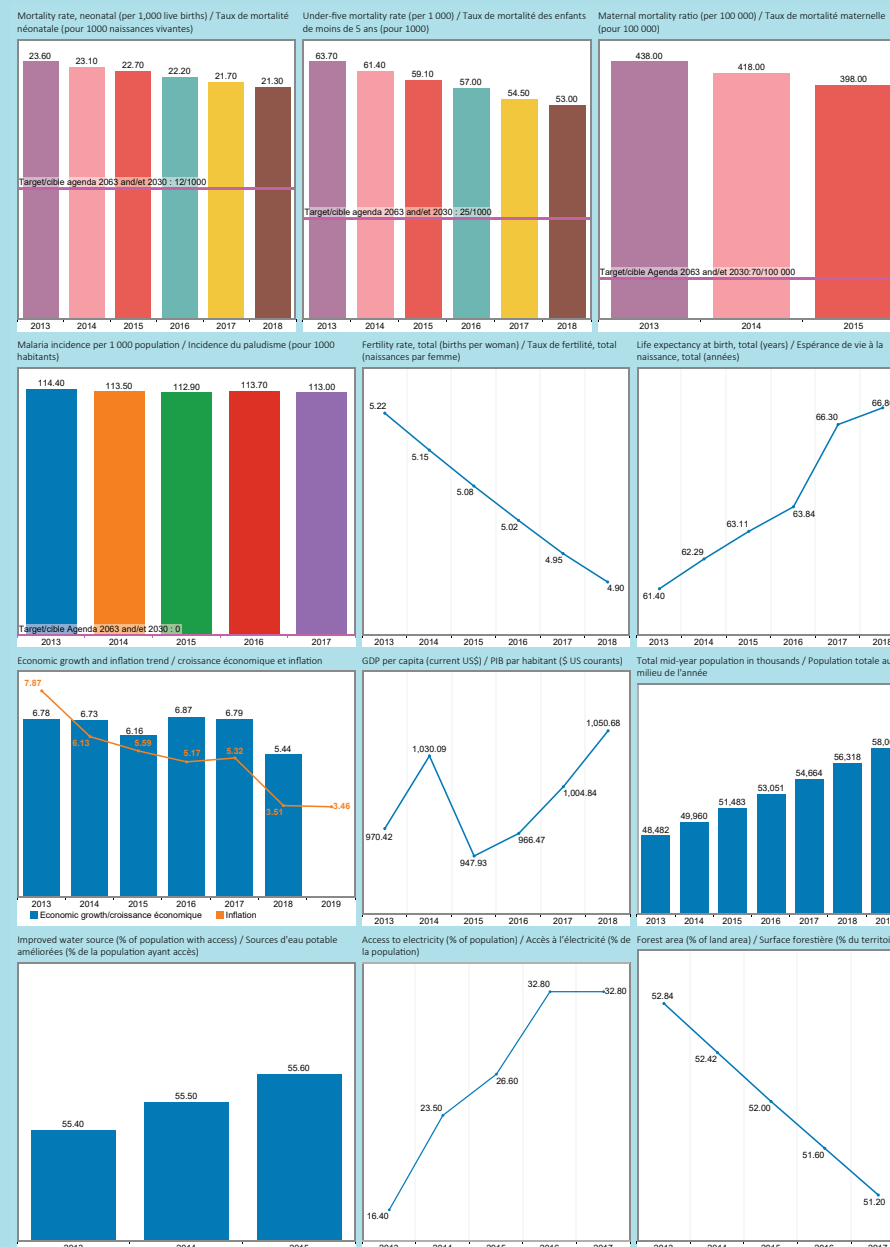 Mortality rate, neonatal (per 1,000 live births) / Taux de mortalité
néonatale (pour 1000 naissances vivantes)
23.60
23.10
22.70
22.20
21.70
21.30
Target/cible agenda 2063 and/et 2030 : 12/1000
2013 2014 2015 2016 2017 2018
Under-five mortality rate (per 1 000) / Taux de mortalité des enfants
de moins de 5 ans (pour 1000)
63.70
61.40
59.10
57.00
54.50
53.00
Target/cible agenda 2063 and/et 2030 : 25/1000
2013 2014 2015 2016 2017 2018
Maternal mortality ratio (per 100 000) / Taux de mortalité maternelle
(pour 100 000)
438.00
418.00
398.00
Target/cible Agenda 2063 and/et 2030:70/100 000
2013 2014 2015
Malaria incidence per 1 000 population / Incidence du paludisme (pour 1000
habitants)
114.40
113.50
112.90
113.70
113.00
Target/cible Agenda 2063 and/et 2030 : 0
2013 2014 2015 2016 2017
Fertility rate, total (births per woman) / Taux de fertilité, total
(naissances par femme)
5.22
5.15
5.08
5.02
4.95
4.90
2013 2014 2015 2016 2017 2018
Life expectancy at birth, total (years) / Espérance de vie à la
naissance, total (années)
61.40
62.29
63.11
63.84
66.30
66.8
2013 2014 2015 2016 2017 2018
Economic growth and inflation trend / croissance économique et inflation
7.87
6.78
6.73
6.16
6.87
6.79
5.44
6.13
5.59
5.17
5.32
3.51
3.46
2013 2014 2015 2016 2017 2018 2019
Economic growth/croissance économique Inflation
GDP per capita (current US$) / PIB par habitant ($ US courants)
970.42
1,030.09
947.93
966.47
1,004.84
1,050.68
2013 2014 2015 2016 2017 2018
Total mid-year population in thousands / Population totale au
milieu de l'année
48,482
49,960
51,483
53,051
54,664
56,318
58,0
2013 2014 2015 2016 2017 2018 201
Improved water source (% of population with access) / Sources d'eau potable
améliorées (% de la population ayant accès)
55.40
55.50
55.60
2013 2014 2015
Access to electricity (% of population) / Accès à l'électricité (% de
la population)
16.40
23.50
26.60
32.80
32.80
2013 2014 2015 2016 2017
Forest area (% of land area) / Surface forestière (% du territoi
52.84
52.42
52.00
51.60
51.20
2013 2014 2015 2016 2017